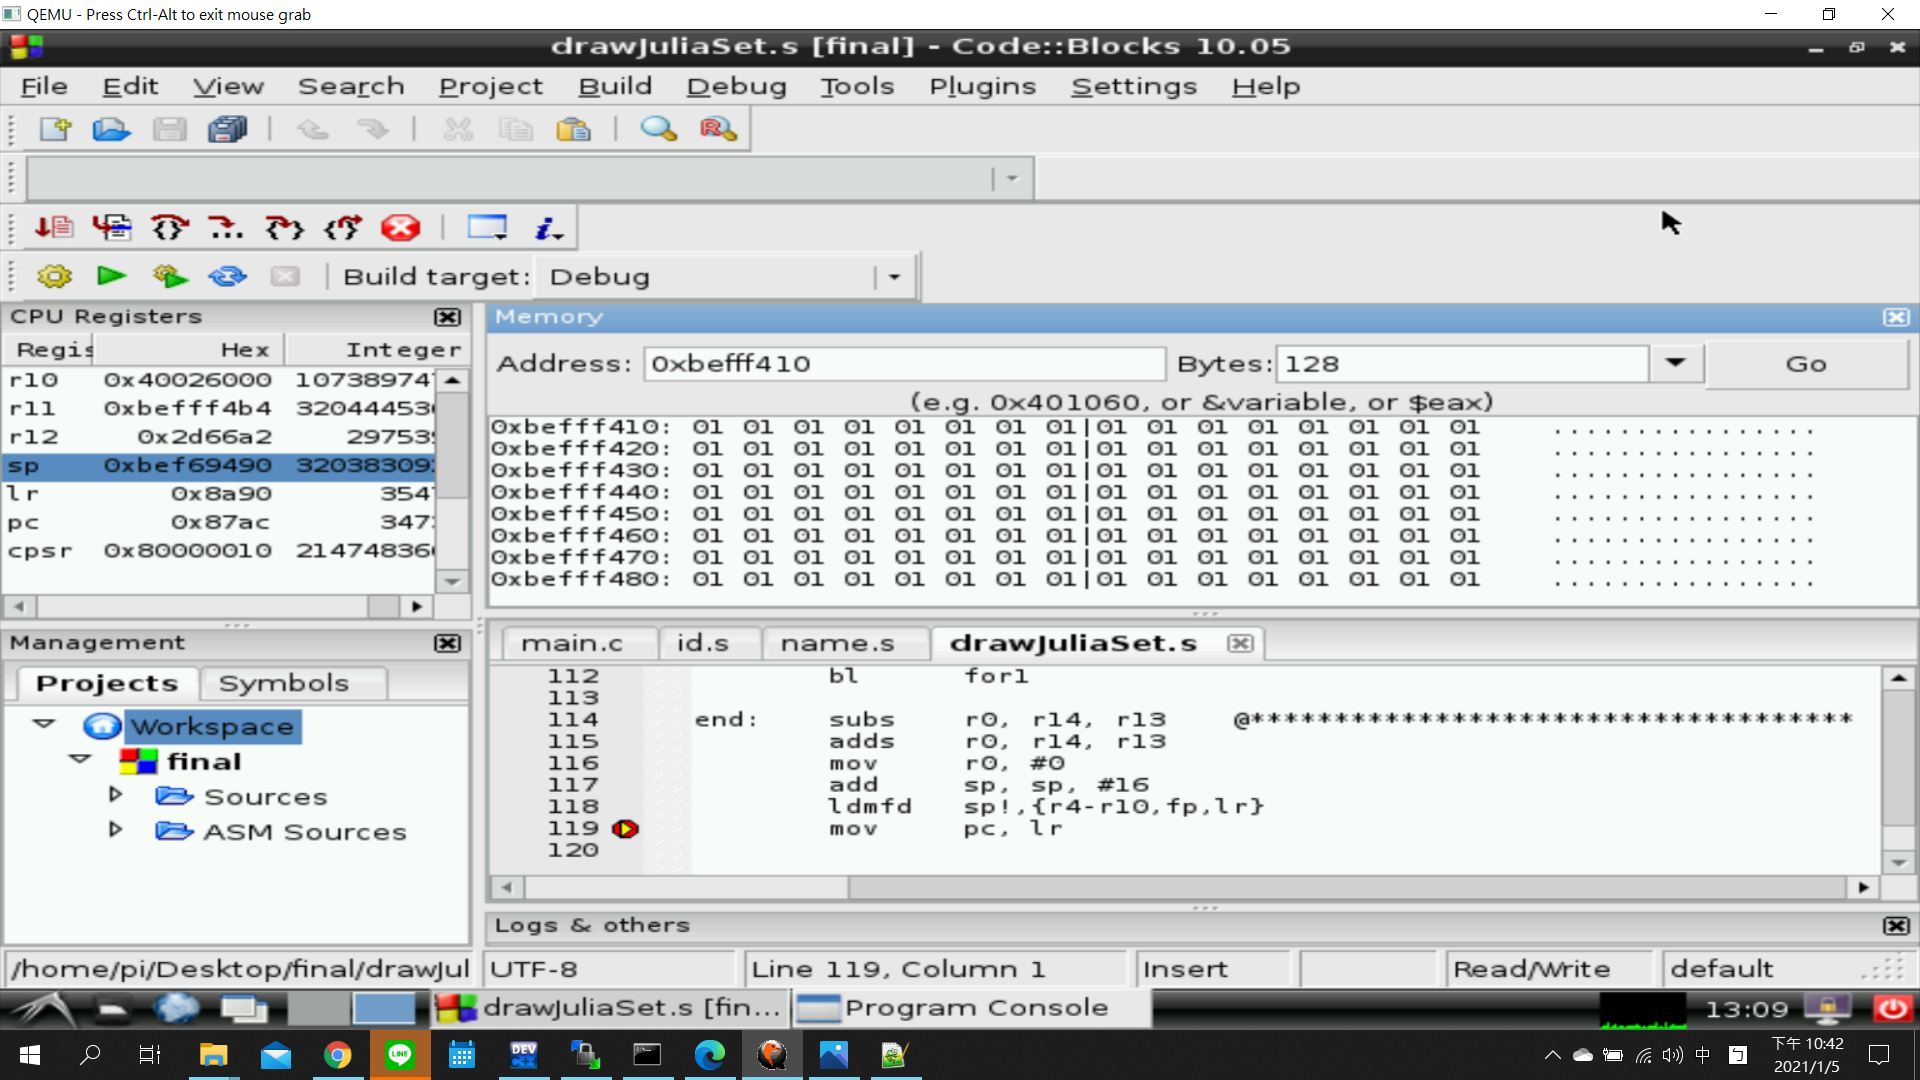 QEMU - Press Ctrl-Alt to exit mouse grab
drawJuliaSet.s [final] - Code::Blocks 10.05
File Edit View Search Project Build Debug Tools Plugins Settings Help
Build target: Debug
CPU Registers
Regis Hex Integer
r10 0x40026000 107389747
r11 0xbefff4b4 320444536
r12 0x2d66a2 29753
sp 0xbef69490 320383092
lr 0x8a90 354
pc 0x87ac 347
cpsr 0x80000010 214748366
Memory
Address: 0xbefff410 Bytes: 128 Go
(e.g. 0x401060, or &variable, or $eax)
0xbefff410: 01 01 01 01 01 01 01 01|01 01 01 01 01 01 01 01 ................
0xbefff420: 01 01 01 01 01 01 01 01|01 01 01 01 01 01 01 01 ................
0xbefff430: 01 01 01 01 01 01 01 01|01 01 01 01 01 01 01 01 ................
0xbefff440: 01 01 01 01 01 01 01 01|01 01 01 01 01 01 01 01 ................
0xbefff450: 01 01 01 01 01 01 01 01|01 01 01 01 01 01 01 01 ................
0xbefff460: 01 01 01 01 01 01 01 01|01 01 01 01 01 01 01 01 ................
0xbefff470: 01 01 01 01 01 01 01 01|01 01 01 01 01 01 01 01 ................
0xbefff480: 01 01 01 01 01 01 01 01|01 01 01 01 01 01 01 01 ................
Management
Projects Symbols
Workspace
final
Sources
ASM Sources
main.c id.s name.s drawJuliaSet.s
112 bl for1
113
114 end: subs r0, r14, r13 @************************************
115 adds r0, r14, r13
116 mov r0, #0
117 add sp, sp, #16
118 ldmfd sp!,{r4-r10,fp,lr}
119 mov pc, lr
120
Logs & others
/home/pi/Desktop/final/drawJul UTF-8 Line 119, Column 1 Insert Read/Write default
drawJuliaSet.s [fin... Program Console 13:09
下午 10:42
2021/1/5
中
LINE
DEV